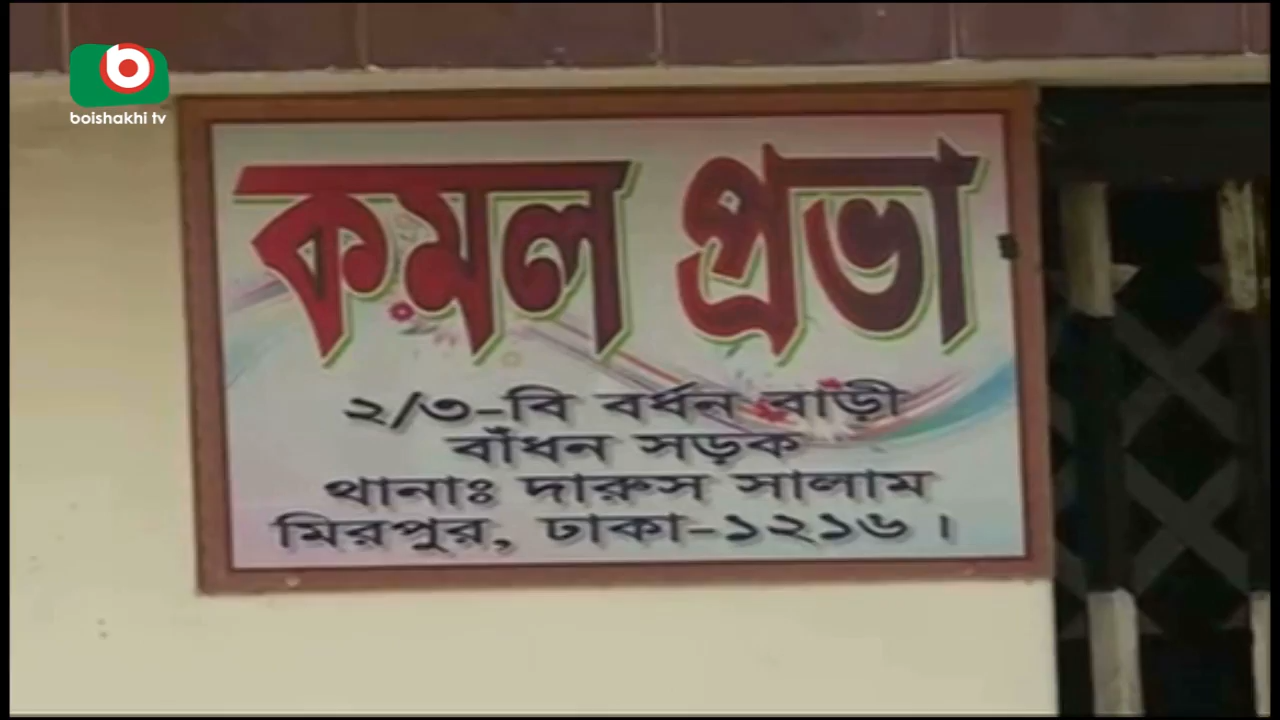 b
boishakhi tv
কমল প্রভা
২/৩-বি বর্ধন বাড়ী
বাঁধন সড়ক
থানাঃ দারুস সালাম
মিরপুর, ঢাকা-১২১৬।